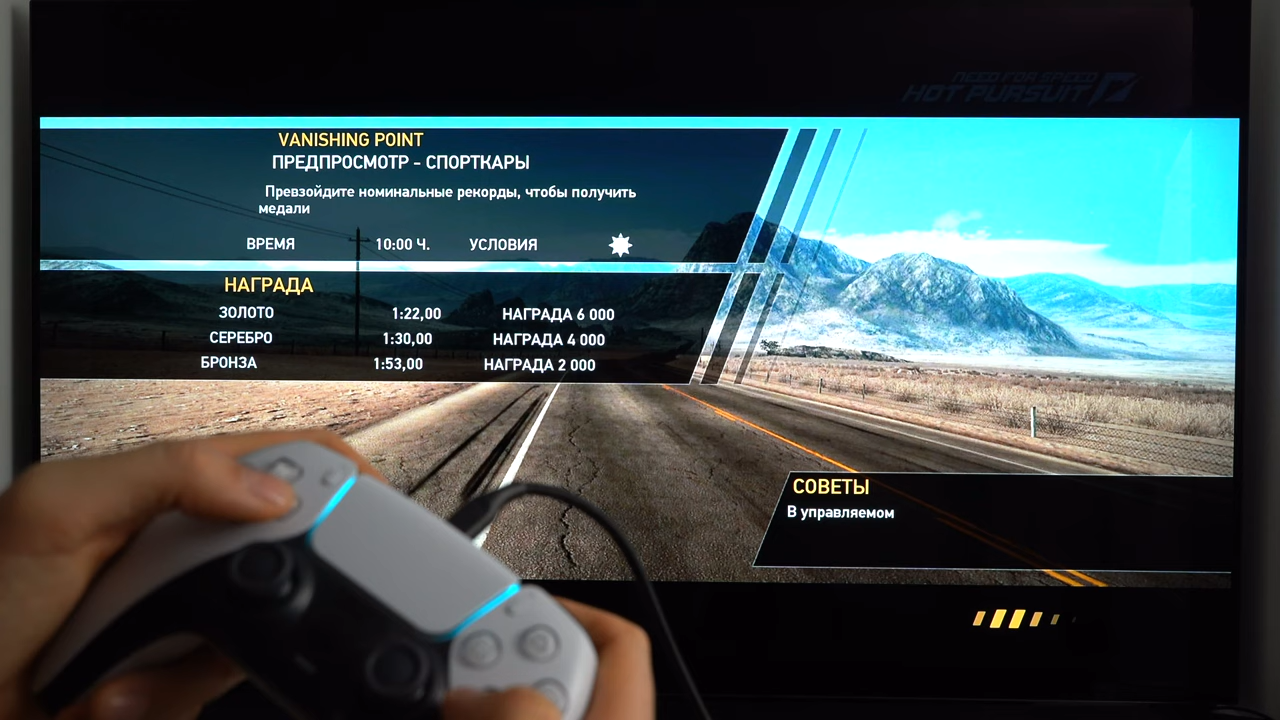 NEED FOR SPEED
HOT PURSUIT
VANISHING POINT
ПРЕДПРОСМОТР - СПОРТКАРЫ
Превзойдите номинальные рекорды, чтобы получить
медали
ВРЕМЯ 10:00 Ч. УСЛОВИЯ
НАГРАДА
ЗОЛОТО 1:22,00 НАГРАДА 6 000
СЕРЕБРО 1:30,00 НАГРАДА 4 000
БРОНЗА 1:53,00 НАГРАДА 2 000
СОВЕТЫ
В управляемом